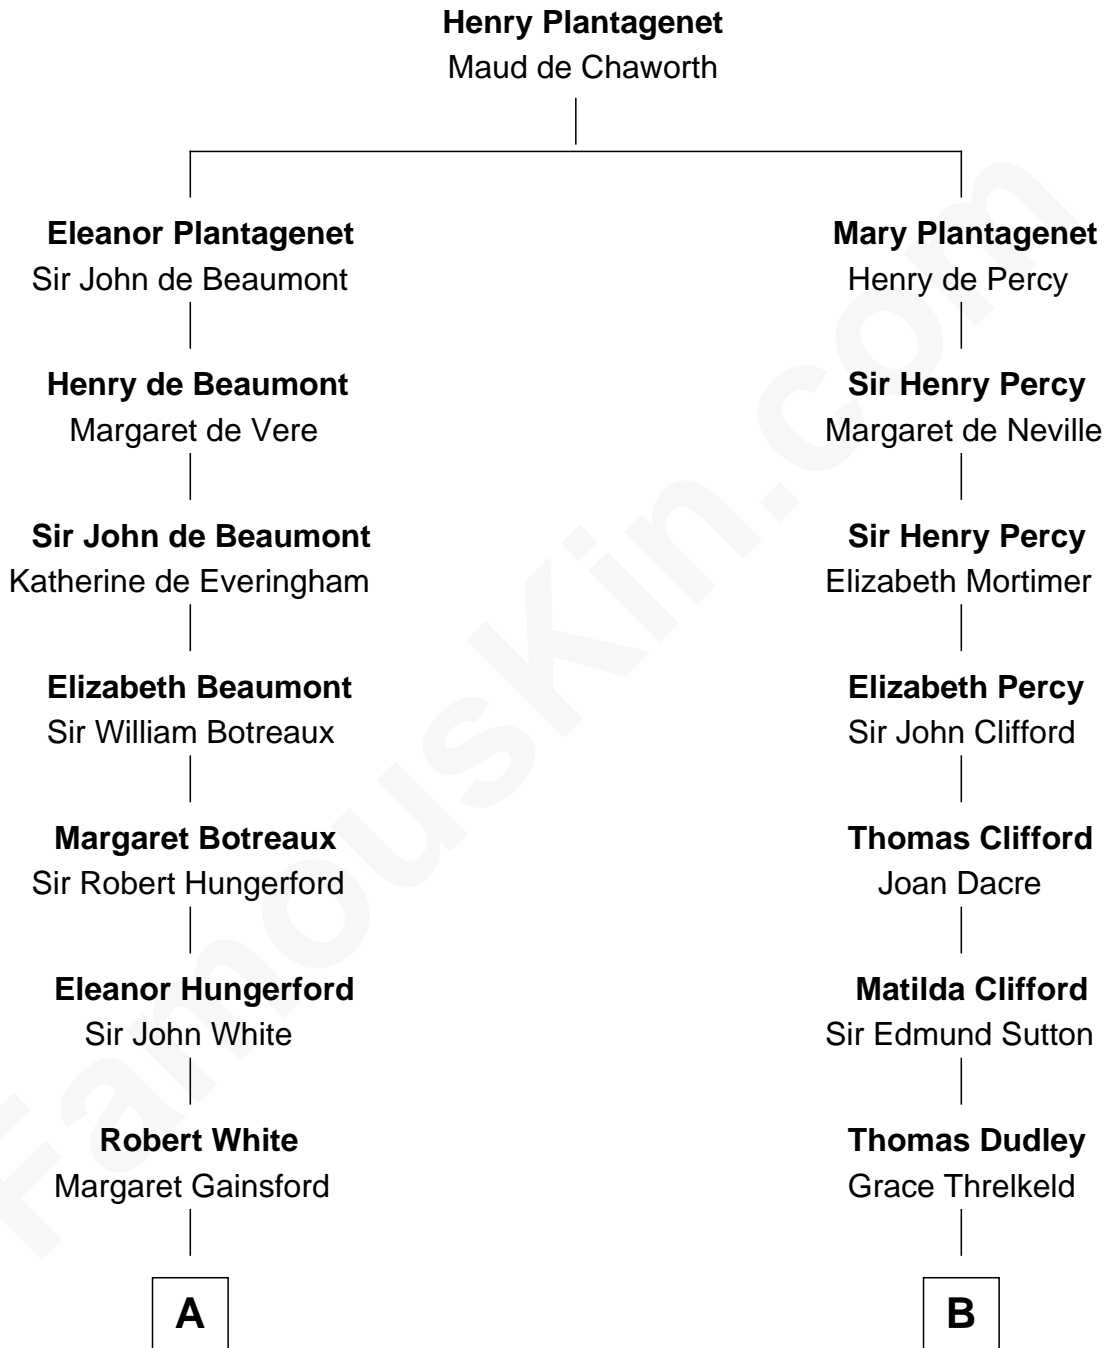 Henry Plantagenet
Maud de Chaworth
Eleanor Plantagenet
Sir John de Beaumont
Mary Plantagenet
Henry de Percy
Henry de Beaumont
Margaret de Vere
Sir Henry Percy
Margaret de Neville
Sir John de Beaumont
Katherine de Everingham
Sir Henry Percy
Elizabeth Mortimer
Elizabeth Beaumont
Sir William Botreaux
Elizabeth Percy
Sir John Clifford
Margaret Botreaux
Sir Robert Hungerford
Thomas Clifford
Joan Dacre
Eleanor Hungerford
Sir John White
Matilda Clifford
Sir Edmund Sutton
Robert White
Margaret Gainsford
Thomas Dudley
Grace Threlkeld
A
B
FamousKin.com